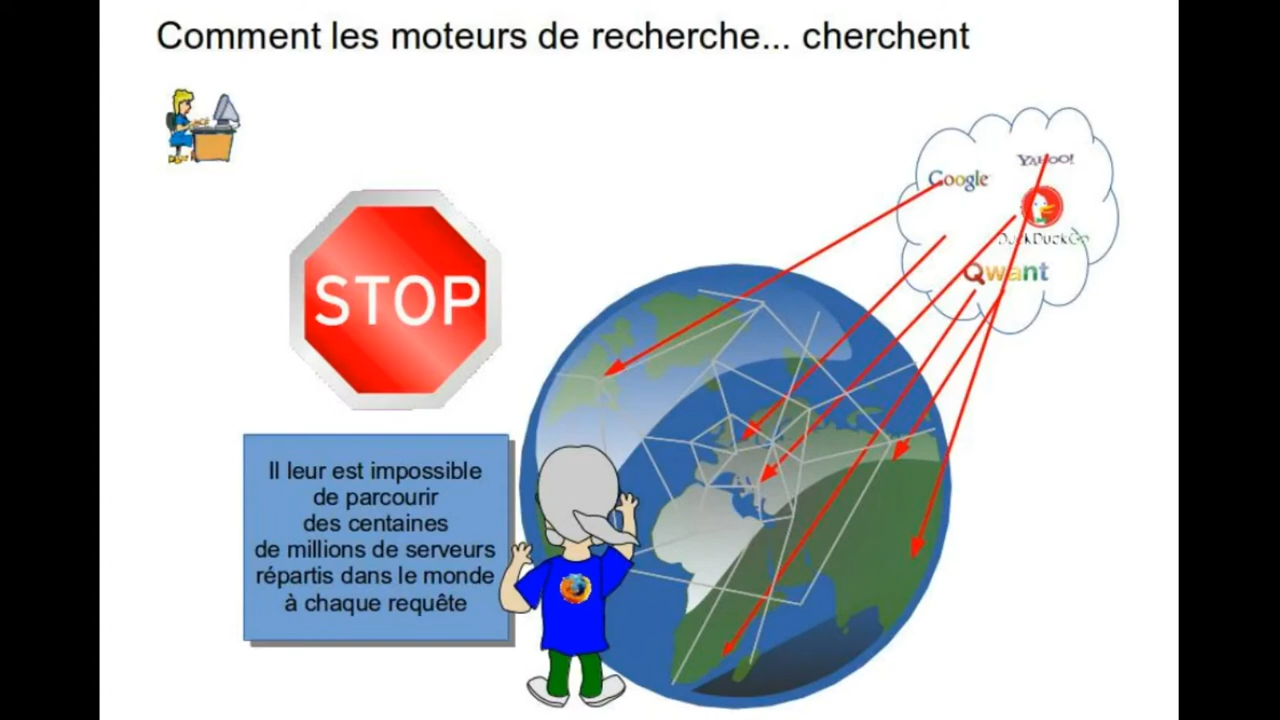 Comment les moteurs de recherche... cherchent
YAHOO!
Google
DuckDuckGo
Qwant
STOP
Il leur est impossible
de parcourir
des centaines
de millions de serveurs
répartis dans le monde
à chaque requête